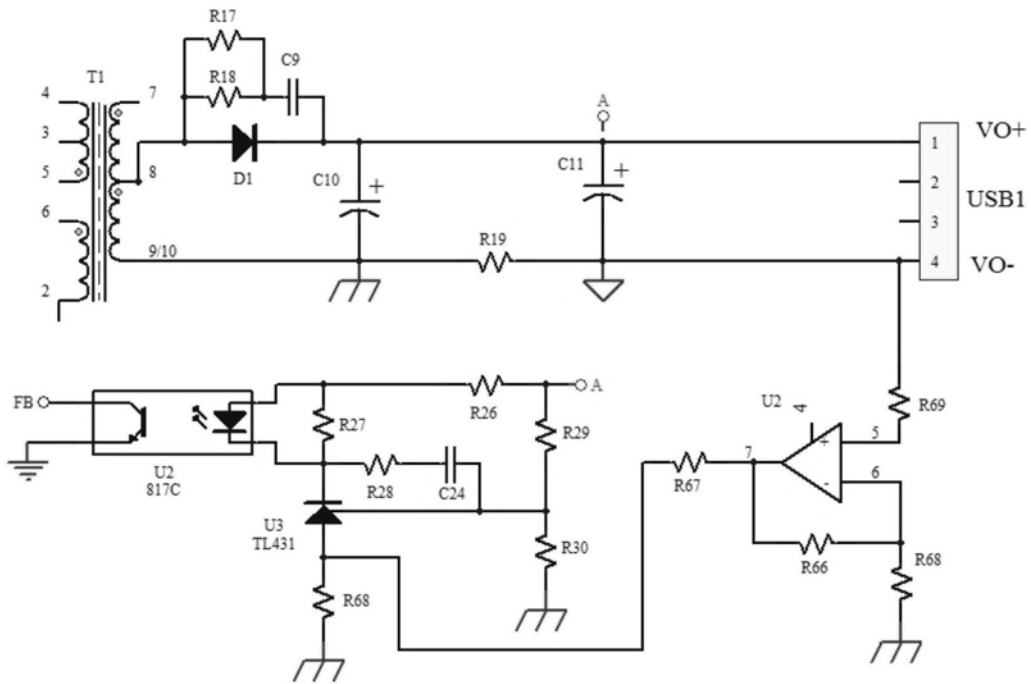 R17
C9
T1
R18
4
7
A
3
1
VO+
D1
C10
+
C11
+
5
8
2
USB1
6
3
R19
9/10
4
VO-
2
FB
A
R26
R27
R29
R69
U2
4
5
+
7
6
-
R28
C24
R67
U2
817C
U3
TL431
R30
R66
R68
R68